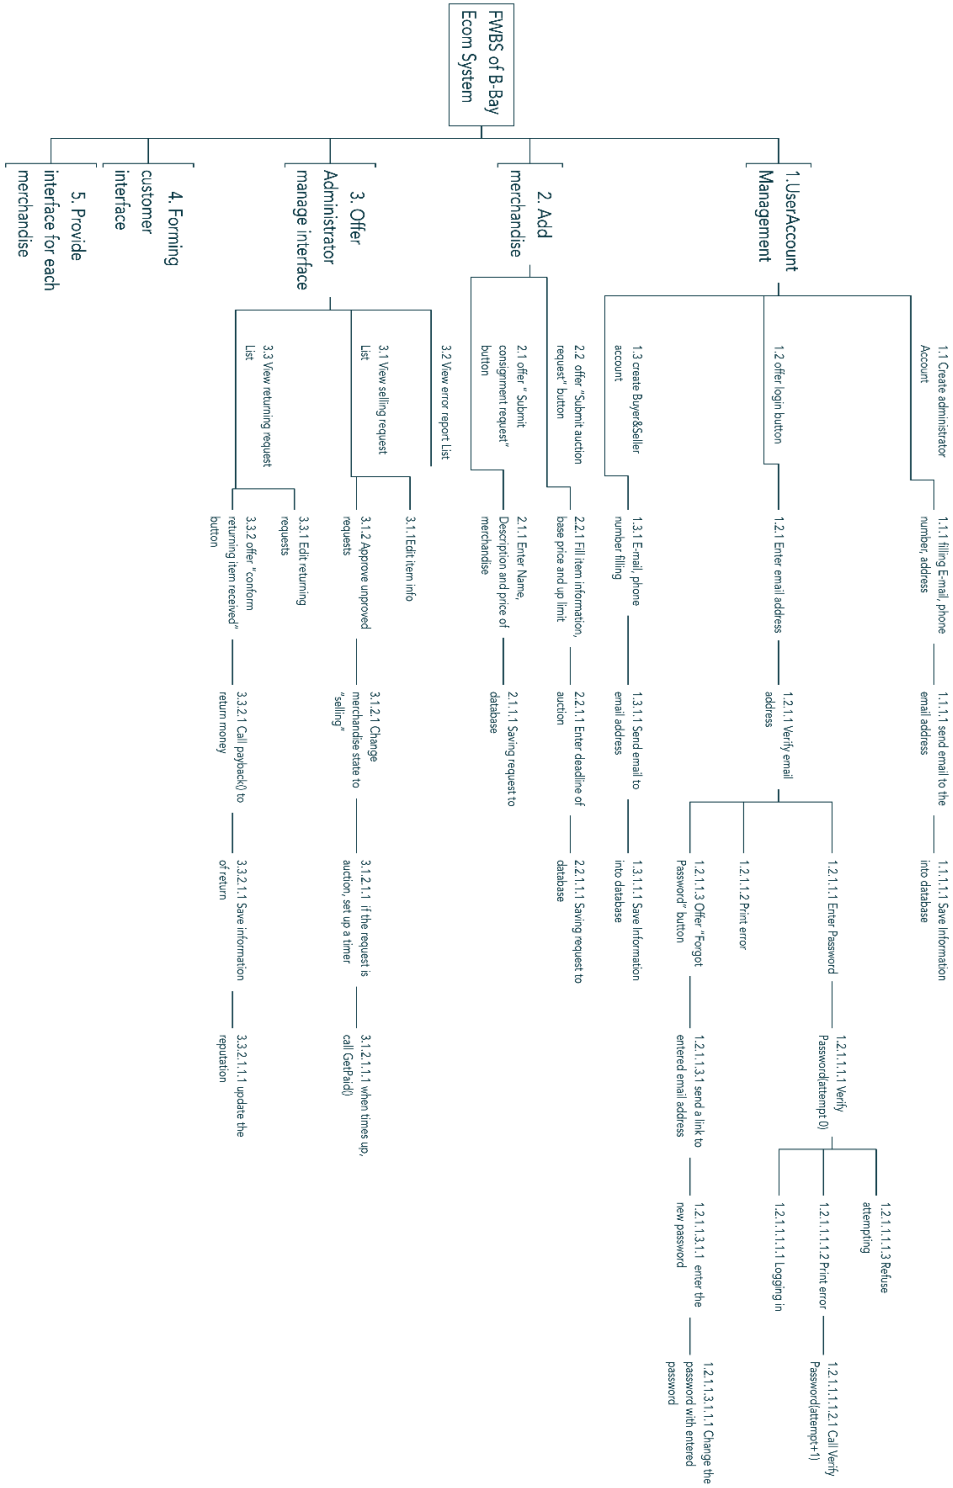 FWBS of B-Bay
Ecom System
1.UserAccount
Management
1.1 Create administrator
Account
1.1.1 filling E-mail, phone
number, address
1.1.1.1 send email to the
email address
1.1.1.1.1 Save Information
into database
1.2 offer login button
1.2.1 Enter email address
1.2.1.1 Verify email
address
1.2.1.1.1 Enter Password
1.2.1.1.1.1 Verify
Password(attempt 0)
1.2.1.1.1.1.3 Refuse
attempting
1.2.1.1.1.1.2 Print error
1.2.1.1.1.1.2.1 Call Verify
Password(attempt+1)
1.2.1.1.1.1.1 Logging in
1.2.1.1.2 Print error
1.2.1.1.3 Offer "Forgot
Password" button
1.2.1.1.3.1 send a link to
entered email address
1.2.1.1.3.1.1 enter the
new password
1.2.1.1.3.1.1.1 Change the
password with entered
password
1.3 create Buyer&Seller
account
1.3.1 E-mail, phone
number filling
1.3.1.1 Send email to
email address
1.3.1.1.1 Save Information
into database
2. Add
merchandise
2.2 offer "Submit auction
request" button
2.2.1 Fill item information,
base price and up limit
2.2.1.1 Enter deadline of
auction
2.2.1.1.1 Saving request to
database
2.1 offer " Submit
consignment request"
button
2.1.1 Enter Name,
Description and price of
merchandise
2.1.1.1 Saving request to
database
3. Offer
Administrator
manage interface
3.2 View error report List
3.1 View selling request
List
3.1.1Edit item info
3.1.2 Approve unproved
requests
3.1.2.1 Change
merchandise state to
"selling"
3.1.2.1.1 if the request is
auction, set up a timer
3.1.2.1.1.1 when times up,
call GetPaid()
3.3 View returning request
List
3.3.1 Edit returning
requests
3.3.2 offer "conform
returning item received"
button
3.3.2.1 Call payback() to
return money
3.3.2.1.1 Save information
of return
3.3.2.1.1.1 update the
reputation
4. Forming
customer
interface
5. Provide
interface for each
merchandise